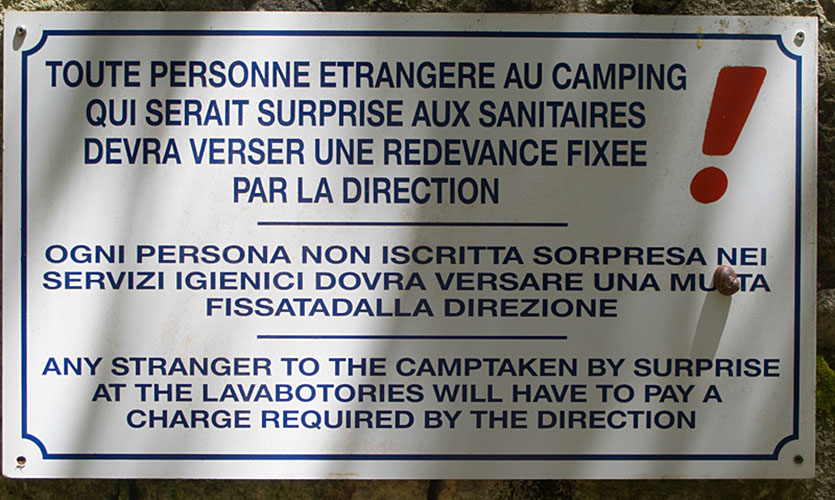 TOUTE PERSONNE ETRANGERE AU CAMPING
QUI SERAIT SURPRISE AUX SANITAIRES
DEVRA VERSER UNE REDEVANCE FIXEE
PAR LA DIRECTION
!
OGNI PERSONA NON ISCRITTA SORPRESA NEI
SERVIZI IGIENICI DOVRA VERSARE UNA MULTA
FISSATADALLA DIREZIONE
ANY STRANGER TO THE CAMPTAKEN BY SURPRISE
AT THE LAVABOTORIES WILL HAVE TO PAY A
CHARGE REQUIRED BY THE DIRECTION